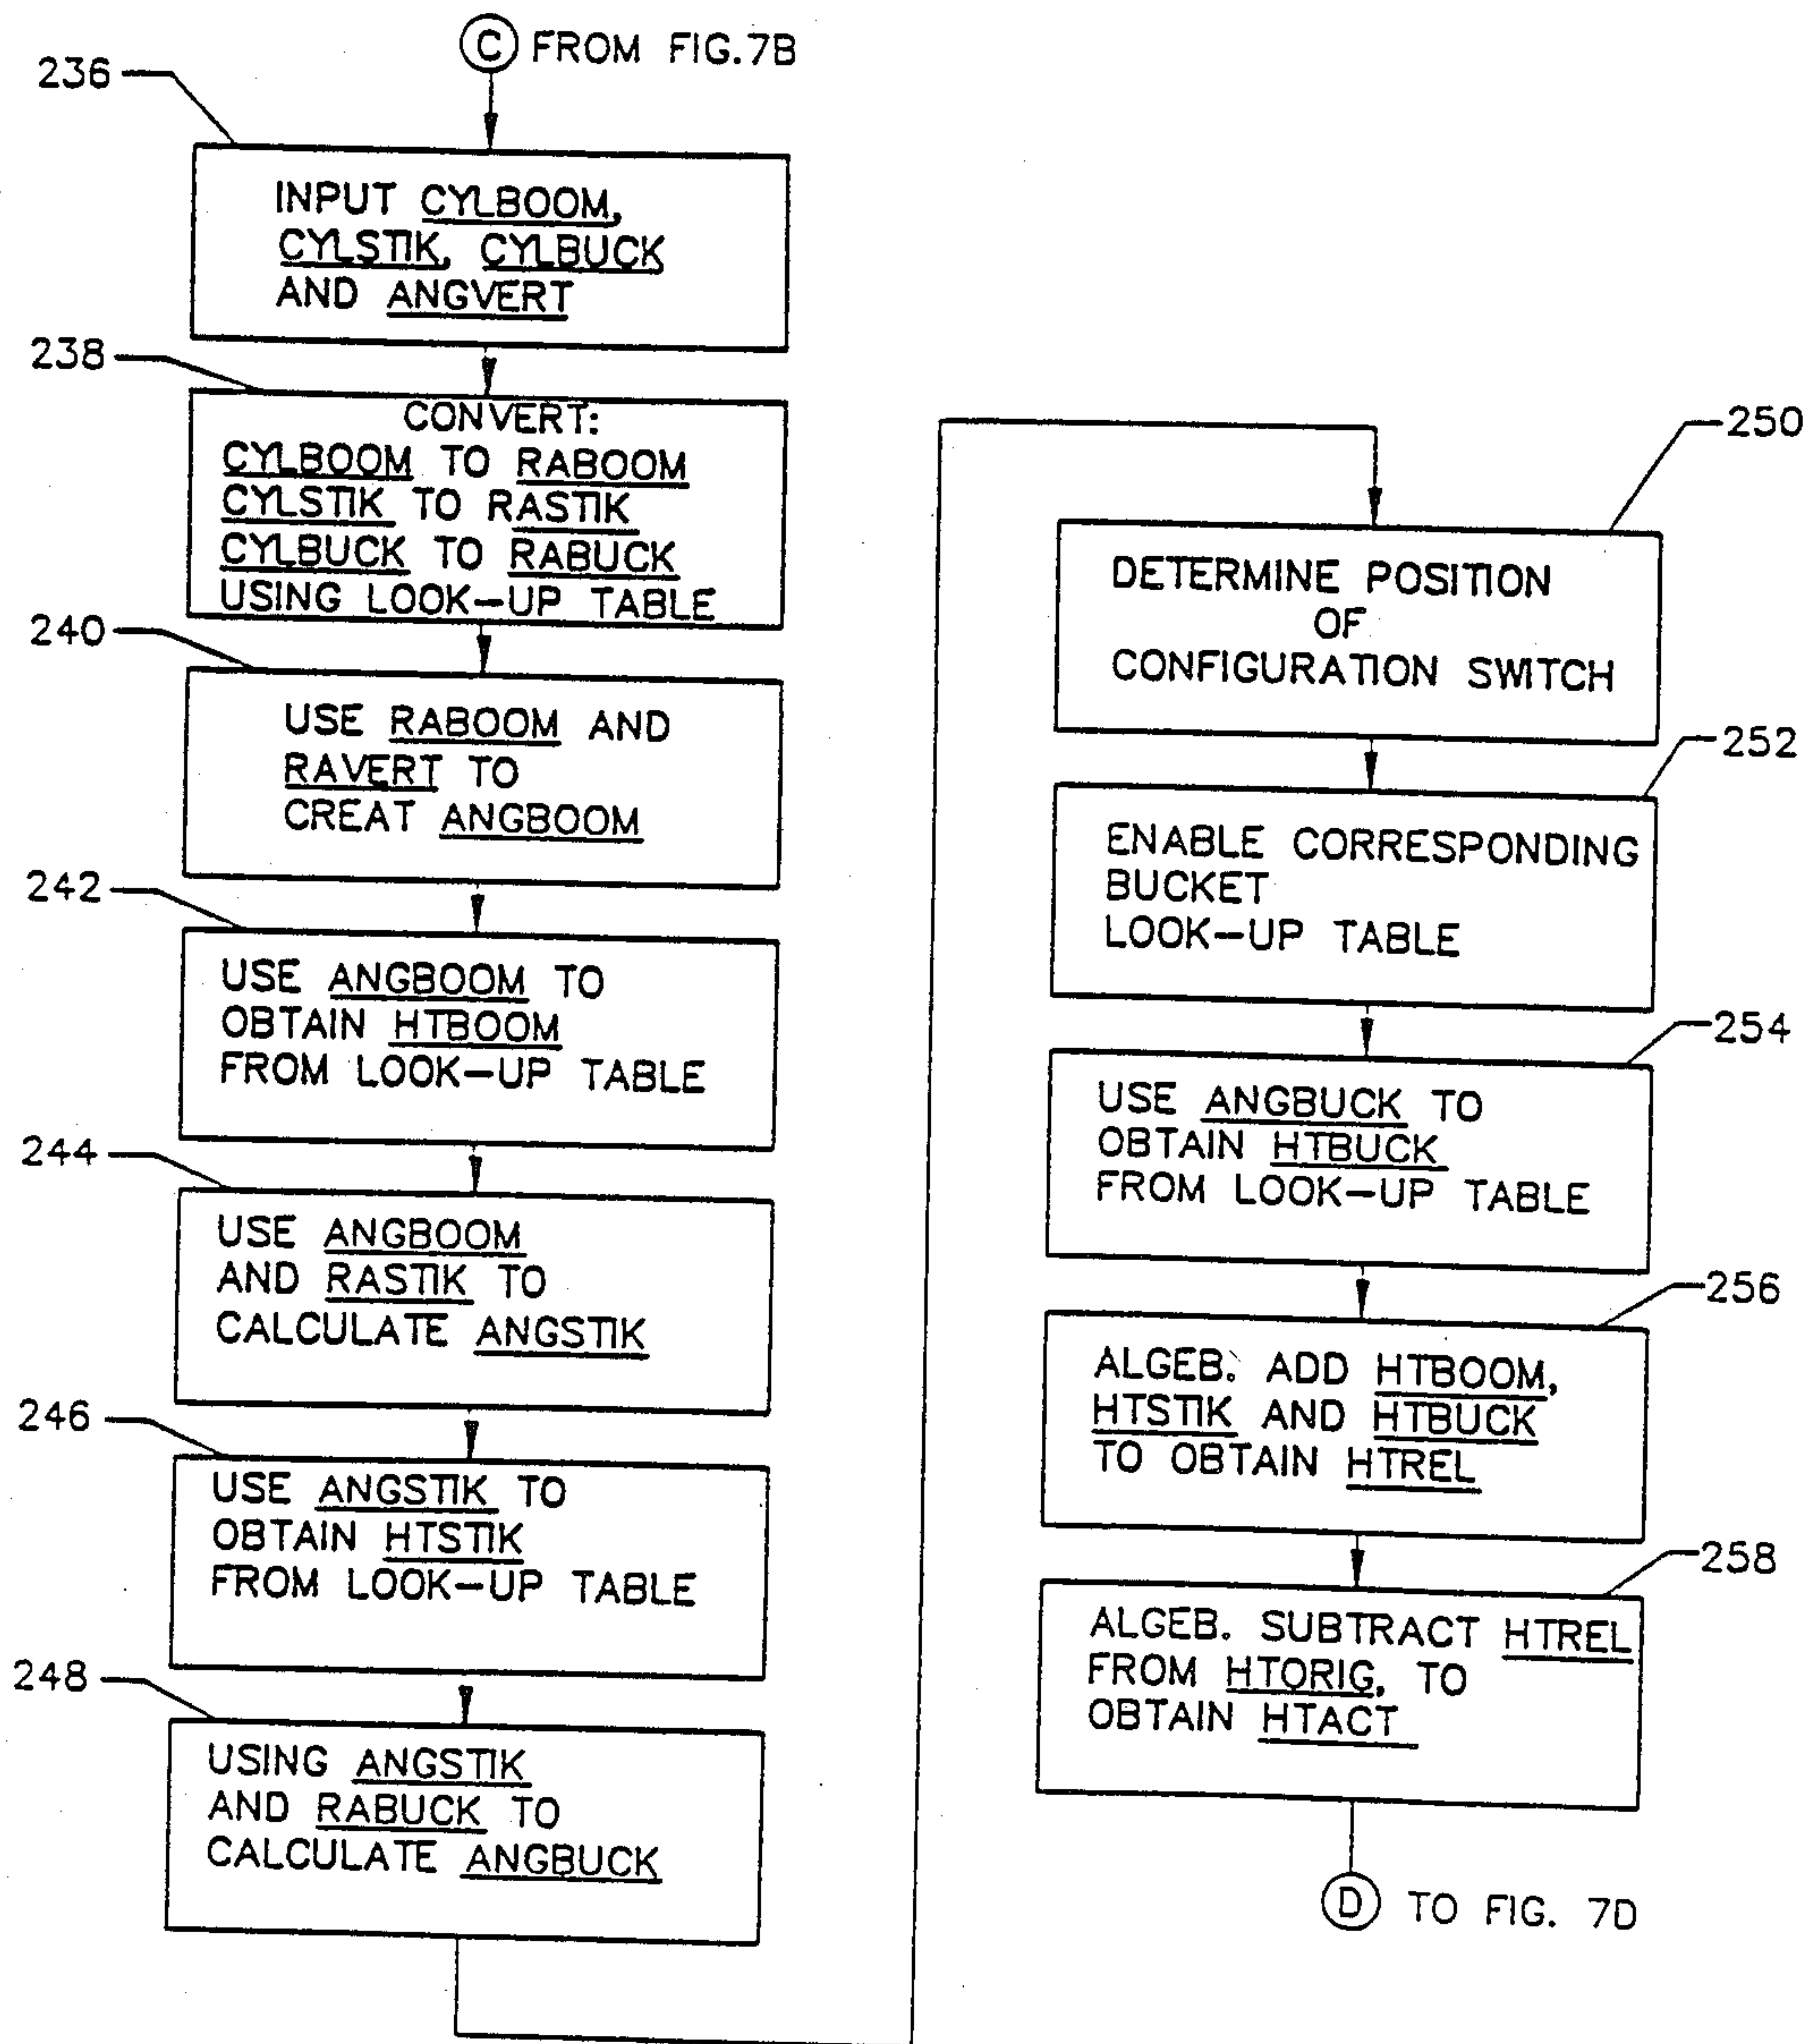 C FROM FIG.7B
236
INPUT CYLBOOM,
CYLSTIK, CYLBUCK
AND ANGVERT
238
CONVERT:
CYLBOOM TO RABOOM
CYLSTIK TO RASTIK
CYLBUCK TO RABUCK
USING LOOK-UP TABLE
240
USE RABOOM AND
RAVERT TO
CREAT ANGBOOM
242
USE ANGBOOM TO
OBTAIN HTBOOM
FROM LOOK-UP TABLE
244
USE ANGBOOM
AND RASTIK TO
CALCULATE ANGSTIK
246
USE ANGSTIK TO
OBTAIN HTSTIK
FROM LOOK-UP TABLE
248
USING ANGSTIK
AND RABUCK TO
CALCULATE ANGBUCK
250
DETERMINE POSITION
OF
CONFIGURATION SWITCH
252
ENABLE CORRESPONDING
BUCKET
LOOK-UP TABLE
254
USE ANGBUCK TO
OBTAIN HTBUCK
FROM LOOK-UP TABLE
256
ALGEB. ADD HTBOOM,
HTSTIK AND HTBUCK
TO OBTAIN HTREL
258
ALGEB. SUBTRACT HTREL
FROM HTORIG, TO
OBTAIN HTACT
D TO FIG. 7D